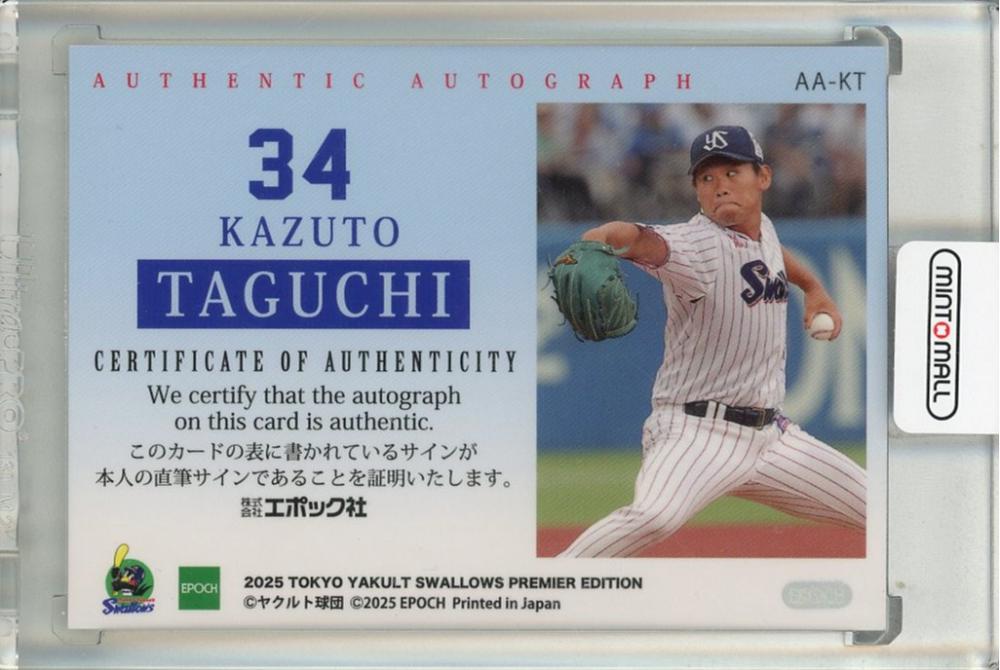 AUTHENTIC AUTOGRAPH
AA-KT
34
KAZUTO
TAGUCHI
CERTIFICATE OF AUTHENTICITY
We certify that the autograph
on this card is authentic.
このカードの表に書かれているサインが
本人の直筆サインであることを証明いたします。
株式会社エポック社
YS
Swa
Swallows
EPOCH
2025 TOKYO YAKULT SWALLOWS PREMIER EDITION
©ヤクルト球団 ©2025 EPOCH Printed in Japan
MINTOMALL